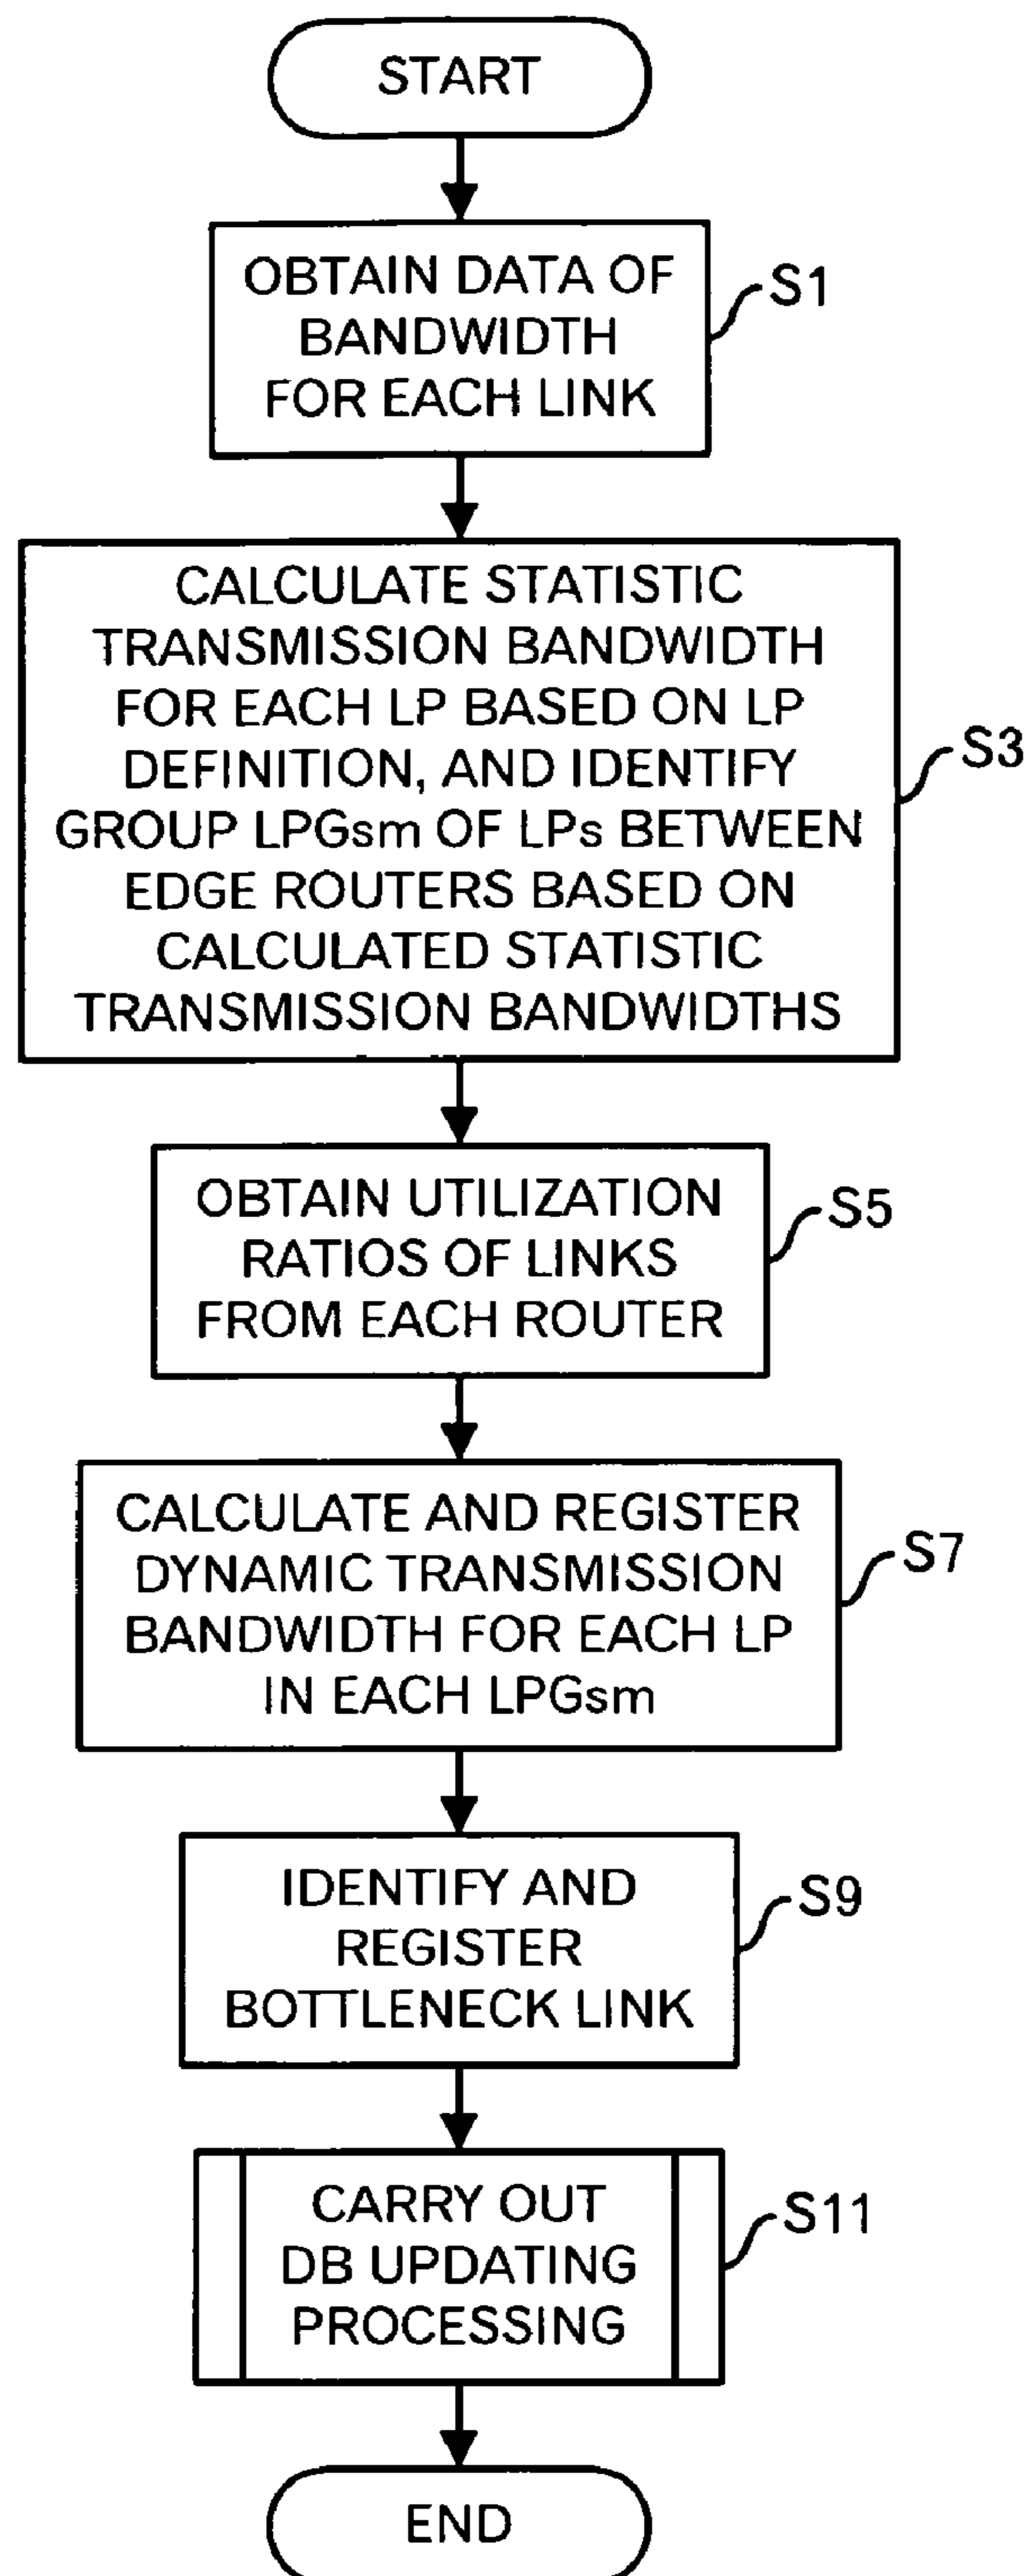 START
OBTAIN DATA OF
BANDWIDTH
FOR EACH LINK
S1
CALCULATE STATISTIC
TRANSMISSION BANDWIDTH
FOR EACH LP BASED ON LP
DEFINITION, AND IDENTIFY
GROUP LPGsm OF LPs BETWEEN
EDGE ROUTERS BASED ON
CALCULATED STATISTIC
TRANSMISSION BANDWIDTHS
S3
OBTAIN UTILIZATION
RATIOS OF LINKS
FROM EACH ROUTER
S5
CALCULATE AND REGISTER
DYNAMIC TRANSMISSION
BANDWIDTH FOR EACH LP
IN EACH LPGsm
S7
IDENTIFY AND
REGISTER
BOTTLENECK LINK
S9
CARRY OUT
DB UPDATING
PROCESSING
S11
END